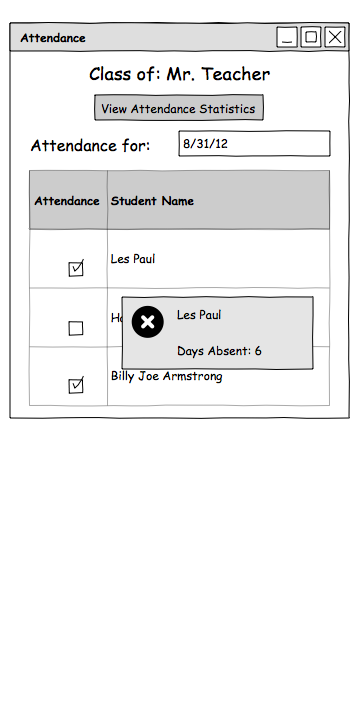 Attendance
Class of: Mr. Teacher
View Attendance Statistics
Attendance for: 8/31/12
Attendance Student Name
Les Paul
Les Paul
Days Absent: 6
Billy Joe Armstrong